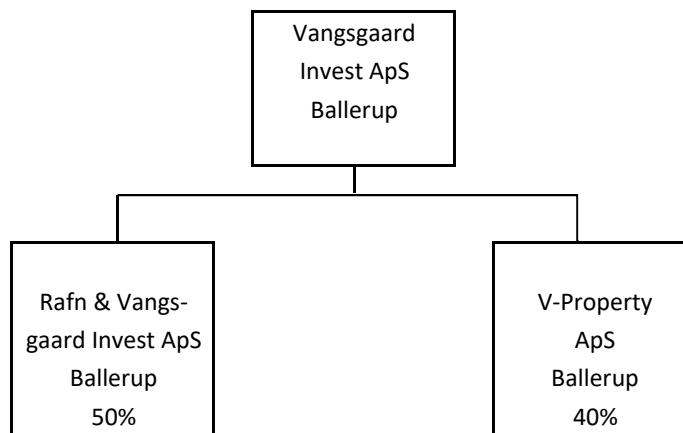 Vangsgaard
Invest ApS
Ballerup
Rafn & Vangs-
gaard Invest ApS
Ballerup
50%
V-Property
ApS
Ballerup
40%